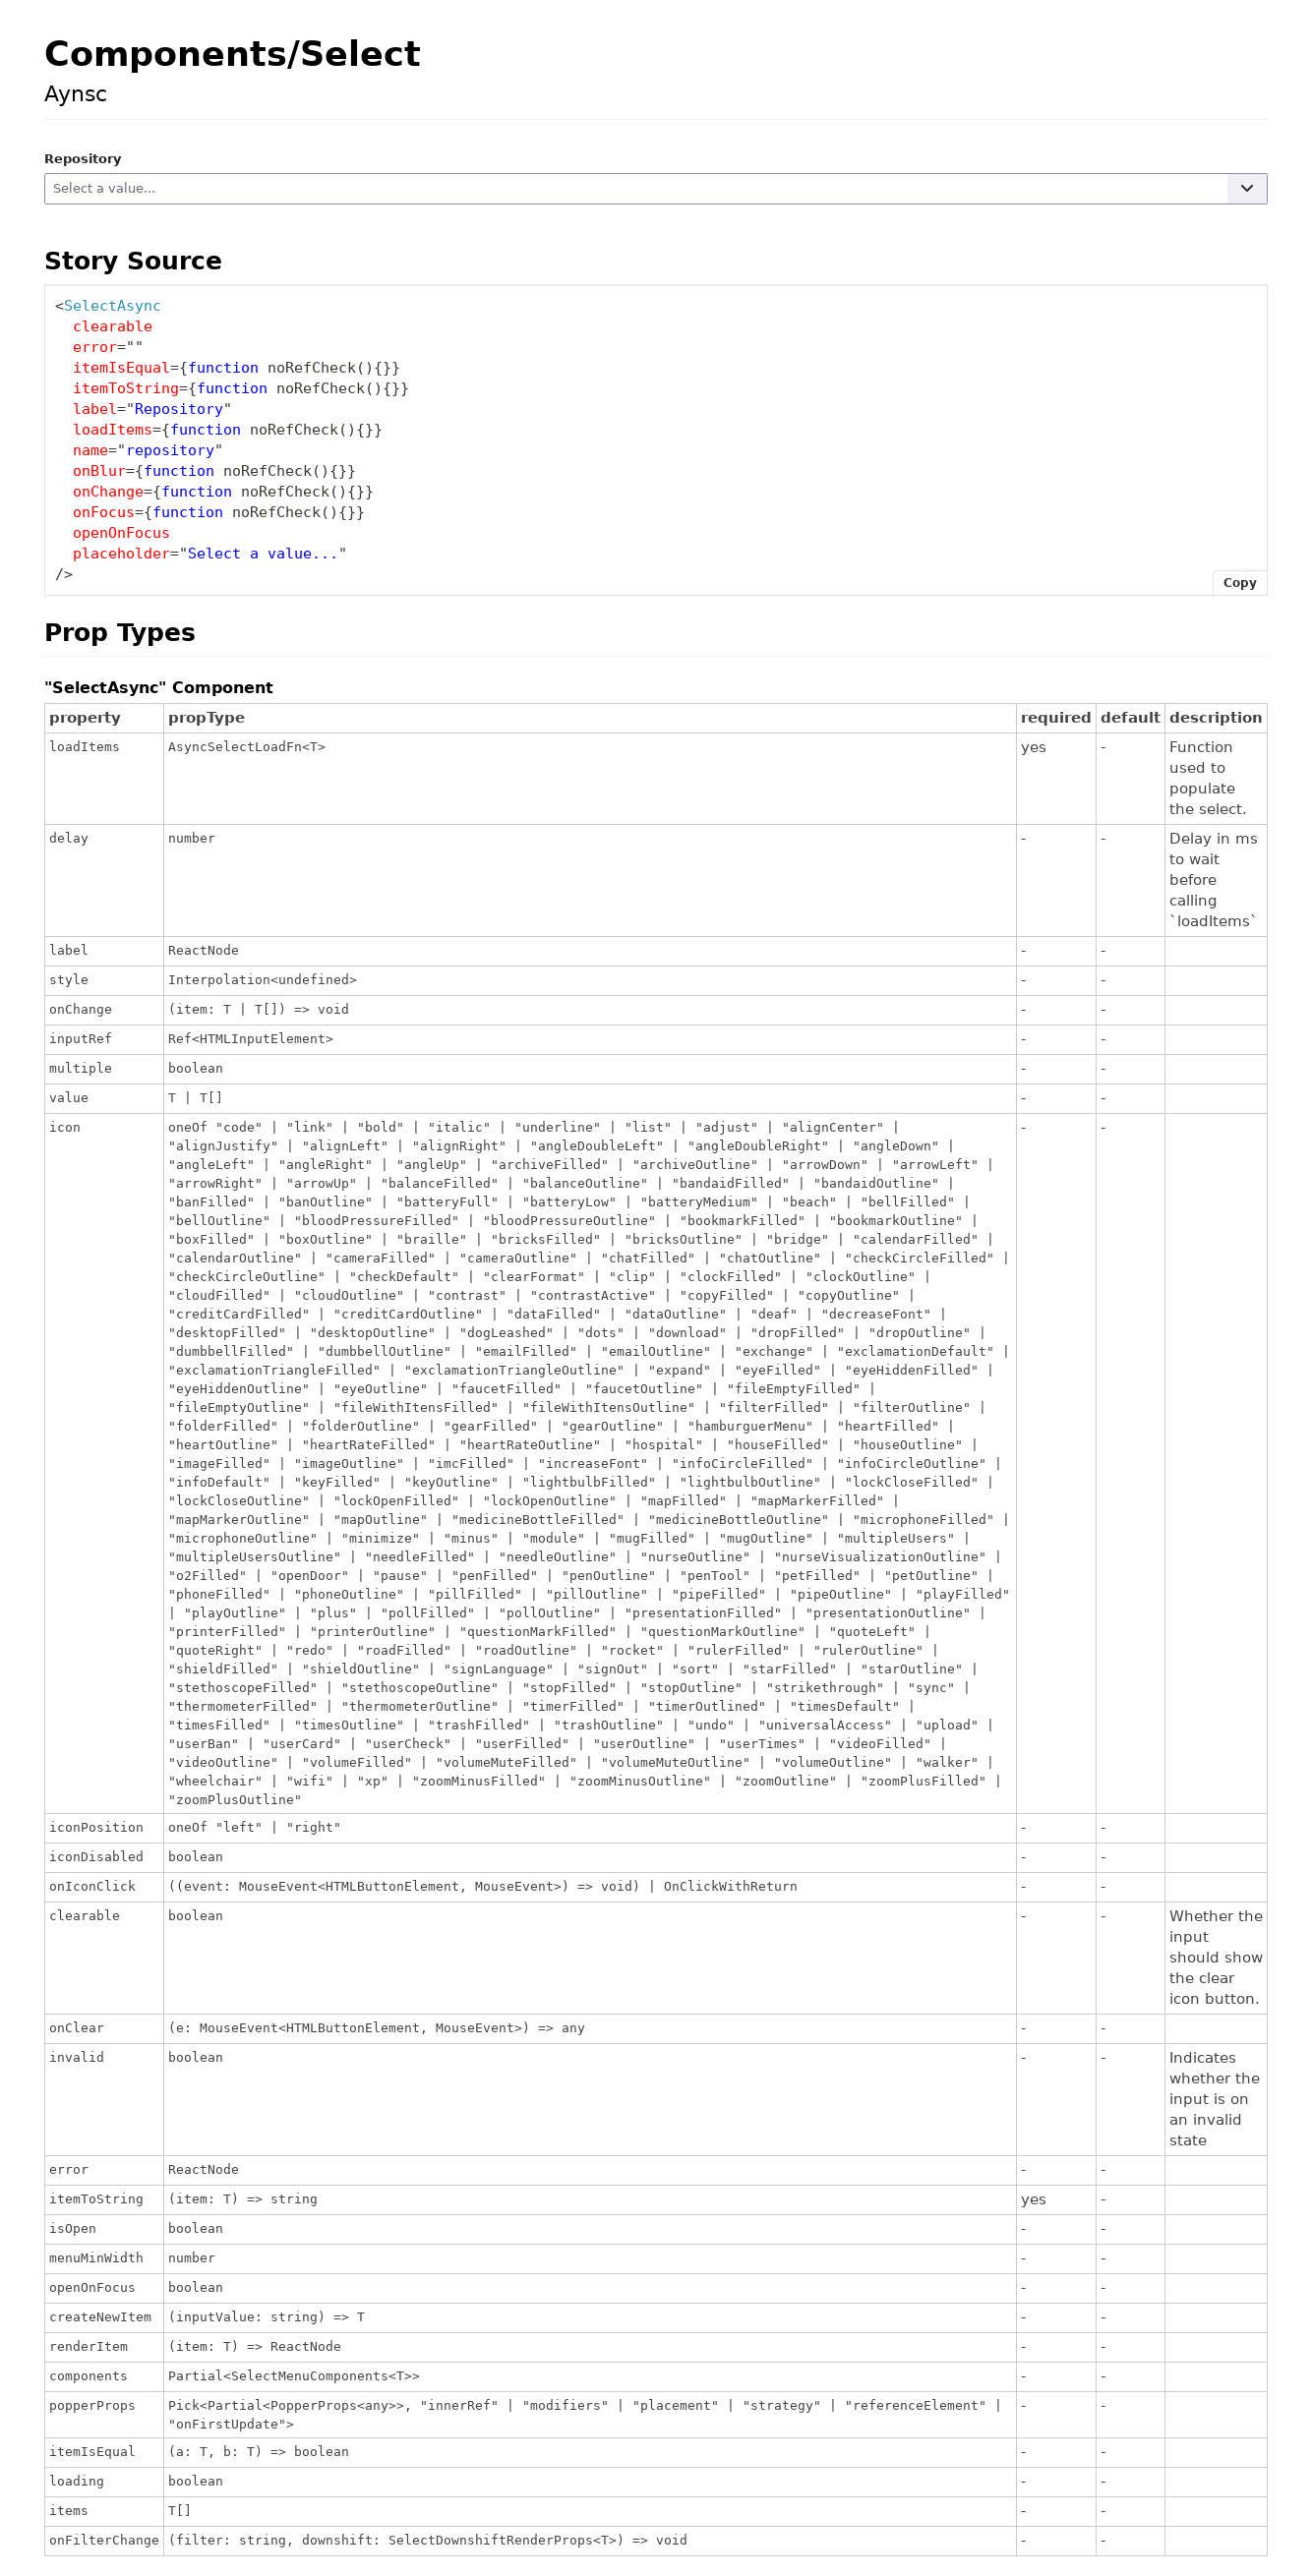 Components/Select
Aynsc
Repository
Select a value...
Story Source
<SelectAsync
  clearable
  error=""
  itemIsEqual={function noRefCheck(){}}
  itemToString={function noRefCheck(){}}
  label="Repository"
  loadItems={function noRefCheck(){}}
  name="repository"
  onBlur={function noRefCheck(){}}
  onChange={function noRefCheck(){}}
  onFocus={function noRefCheck(){}}
  openOnFocus
  placeholder="Select a value..."
/>
Copy
Prop Types
"SelectAsync" Component
property propType required default description
loadItems AsyncSelectLoadFn<T> yes - Function
used to
populate
the select.
delay number - - Delay in ms
to wait
before
calling
`loadItems`
label ReactNode - -
style Interpolation<undefined> - -
onChange (item: T | T[]) => void - -
inputRef Ref<HTMLInputElement> - -
multiple boolean - -
value T | T[] - -
icon oneOf "code" | "link" | "bold" | "italic" | "underline" | "list" | "adjust" | "alignCenter" | - -
"alignJustify" | "alignLeft" | "alignRight" | "angleDoubleLeft" | "angleDoubleRight" | "angleDown" |
"angleLeft" | "angleRight" | "angleUp" | "archiveFilled" | "archiveOutline" | "arrowDown" | "arrowLeft" |
"arrowRight" | "arrowUp" | "balanceFilled" | "balanceOutline" | "bandaidFilled" | "bandaidOutline" |
"banFilled" | "banOutline" | "batteryFull" | "batteryLow" | "batteryMedium" | "beach" | "bellFilled" |
"bellOutline" | "bloodPressureFilled" | "bloodPressureOutline" | "bookmarkFilled" | "bookmarkOutline" |
"boxFilled" | "boxOutline" | "braille" | "bricksFilled" | "bricksOutline" | "bridge" | "calendarFilled" |
"calendarOutline" | "cameraFilled" | "cameraOutline" | "chatFilled" | "chatOutline" | "checkCircleFilled" |
"checkCircleOutline" | "checkDefault" | "clearFormat" | "clip" | "clockFilled" | "clockOutline" |
"cloudFilled" | "cloudOutline" | "contrast" | "contrastActive" | "copyFilled" | "copyOutline" |
"creditCardFilled" | "creditCardOutline" | "dataFilled" | "dataOutline" | "deaf" | "decreaseFont" |
"desktopFilled" | "desktopOutline" | "dogLeashed" | "dots" | "download" | "dropFilled" | "dropOutline" |
"dumbbellFilled" | "dumbbellOutline" | "emailFilled" | "emailOutline" | "exchange" | "exclamationDefault" |
"exclamationTriangleFilled" | "exclamationTriangleOutline" | "expand" | "eyeFilled" | "eyeHiddenFilled" |
"eyeHiddenOutline" | "eyeOutline" | "faucetFilled" | "faucetOutline" | "fileEmptyFilled" |
"fileEmptyOutline" | "fileWithItensFilled" | "fileWithItensOutline" | "filterFilled" | "filterOutline" |
"folderFilled" | "folderOutline" | "gearFilled" | "gearOutline" | "hamburguerMenu" | "heartFilled" |
"heartOutline" | "heartRateFilled" | "heartRateOutline" | "hospital" | "houseFilled" | "houseOutline" |
"imageFilled" | "imageOutline" | "imcFilled" | "increaseFont" | "infoCircleFilled" | "infoCircleOutline" |
"infoDefault" | "keyFilled" | "keyOutline" | "lightbulbFilled" | "lightbulbOutline" | "lockCloseFilled" |
"lockCloseOutline" | "lockOpenFilled" | "lockOpenOutline" | "mapFilled" | "mapMarkerFilled" |
"mapMarkerOutline" | "mapOutline" | "medicineBottleFilled" | "medicineBottleOutline" | "microphoneFilled" |
"microphoneOutline" | "minimize" | "minus" | "module" | "mugFilled" | "mugOutline" | "multipleUsers" |
"multipleUsersOutline" | "needleFilled" | "needleOutline" | "nurseOutline" | "nurseVisualizationOutline" |
"o2Filled" | "openDoor" | "pause" | "penFilled" | "penOutline" | "penTool" | "petFilled" | "petOutline" |
"phoneFilled" | "phoneOutline" | "pillFilled" | "pillOutline" | "pipeFilled" | "pipeOutline" | "playFilled"
| "playOutline" | "plus" | "pollFilled" | "pollOutline" | "presentationFilled" | "presentationOutline" |
"printerFilled" | "printerOutline" | "questionMarkFilled" | "questionMarkOutline" | "quoteLeft" |
"quoteRight" | "redo" | "roadFilled" | "roadOutline" | "rocket" | "rulerFilled" | "rulerOutline" |
"shieldFilled" | "shieldOutline" | "signLanguage" | "signOut" | "sort" | "starFilled" | "starOutline" |
"stethoscopeFilled" | "stethoscopeOutline" | "stopFilled" | "stopOutline" | "strikethrough" | "sync" |
"thermometerFilled" | "thermometerOutline" | "timerFilled" | "timerOutlined" | "timesDefault" |
"timesFilled" | "timesOutline" | "trashFilled" | "trashOutline" | "undo" | "universalAccess" | "upload" |
"userBan" | "userCard" | "userCheck" | "userFilled" | "userOutline" | "userTimes" | "videoFilled" |
"videoOutline" | "volumeFilled" | "volumeMuteFilled" | "volumeMuteOutline" | "volumeOutline" | "walker" |
"wheelchair" | "wifi" | "xp" | "zoomMinusFilled" | "zoomMinusOutline" | "zoomOutline" | "zoomPlusFilled" |
"zoomPlusOutline"
iconPosition oneOf "left" | "right" - -
iconDisabled boolean - -
onIconClick ((event: MouseEvent<HTMLButtonElement, MouseEvent>) => void) | OnClickWithReturn - -
clearable boolean - - Whether the
input
should show
the clear
icon button.
onClear (e: MouseEvent<HTMLButtonElement, MouseEvent>) => any - -
invalid boolean - - Indicates
whether the
input is on
an invalid
state
error ReactNode - -
itemToString (item: T) => string yes -
isOpen boolean - -
menuMinWidth number - -
openOnFocus boolean - -
createNewItem (inputValue: string) => T - -
renderItem (item: T) => ReactNode - -
components Partial<SelectMenuComponents<T>> - -
popperProps Pick<Partial<PopperProps<any>>, "innerRef" | "modifiers" | "placement" | "strategy" | "referenceElement" | - -
"onFirstUpdate">
itemIsEqual (a: T, b: T) => boolean - -
loading boolean - -
items T[] - -
onFilterChange (filter: string, downshift: SelectDownshiftRenderProps<T>) => void - -